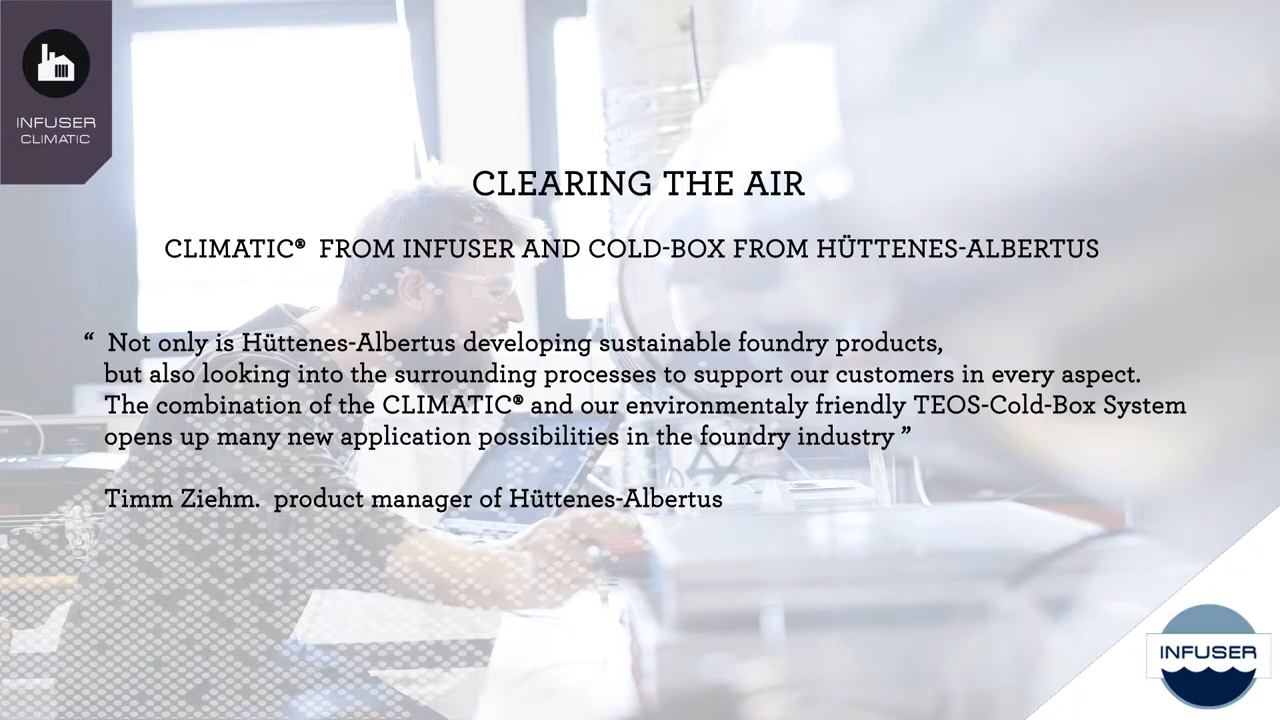 INFUSER
CLIMATIC
CLEARING THE AIR
CLIMATIC® FROM INFUSER AND COLD-BOX FROM HÜTTENES-ALBERTUS
“ Not only is Hüttenes-Albertus developing sustainable foundry products,
but also looking into the surrounding processes to support our customers in every aspect.
The combination of the CLIMATIC® and our environmentaly friendly TEOS-Cold-Box System
opens up many new application possibilities in the foundry industry ”
Timm Ziehm. product manager of Hüttenes-Albertus
INFUSER